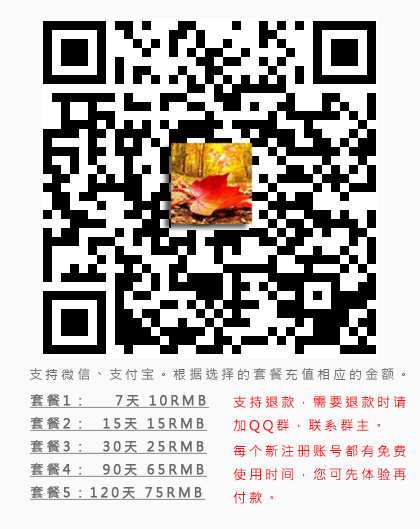 支持微信、支付宝。根据选择的套餐充值相应的金额。
套餐1： 7天 10RMB
套餐2： 15天 15RMB
套餐3： 30天 25RMB
套餐4： 90天 65RMB
套餐5：120天 75RMB
支持退款，需要退款时请
加QQ群，联系群主。
每个新注册账号都有免费
使用时间，您可先体验再
付款。